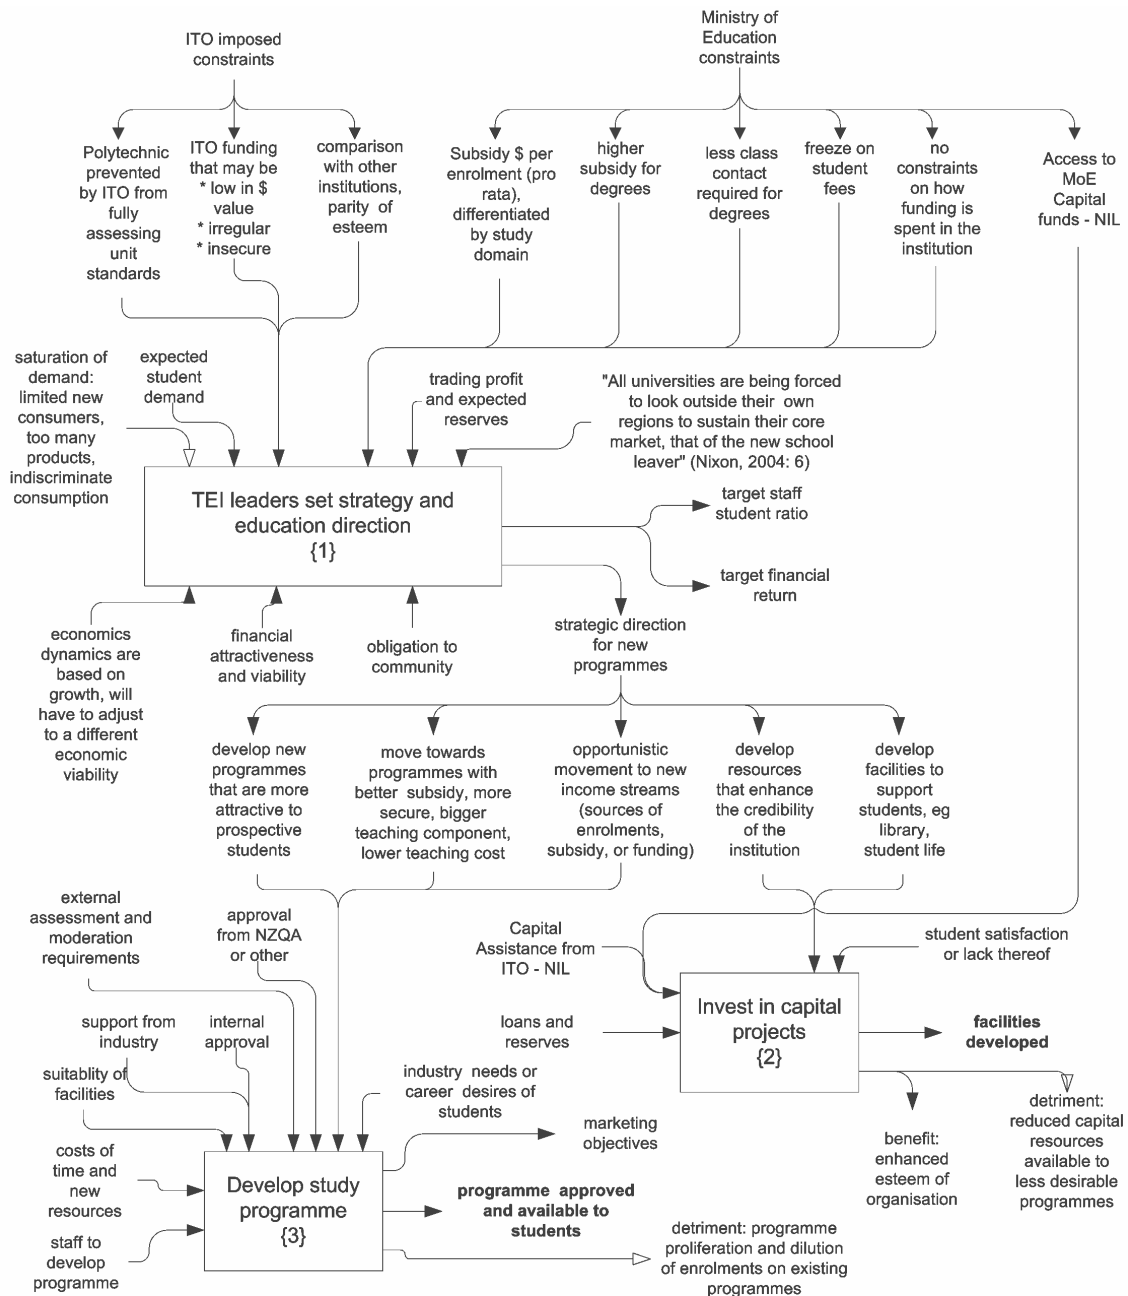 ITO imposed
constraints
Ministry of
Education
constraints
Polytechnic
prevented
by ITO from
fully
assessing
unit
standards
ITO funding
that may be
* low in $
value
* irregular
* insecure
comparison
with other
institutions,
parity of
esteem
Subsidy $ per
enrolment (pro
rata),
differentiated
by study
domain
higher
subsidy for
degrees
less class
contact
required for
degrees
freeze on
student
fees
no
constraints
on how
funding is
spent in the
institution
Access to
MoE
Capital
funds - NIL
saturation of
demand:
limited new
consumers,
too many
products,
indiscriminate
consumption
expected
student
demand
trading profit
and expected
reserves
"All universities are being forced
to look outside their own
regions to sustain their core
market, that of the new school
leaver" (Nixon, 2004: 6)
TEI leaders set strategy and
education direction
{1}
target staff
student ratio
target financial
return
economics
dynamics are
based on
growth, will
have to adjust
to a different
economic
viability
financial
attractiveness
and viability
obligation to
community
strategic direction
for new
programmes
develop new
programmes
that are more
attractive to
prospective
students
move towards
programmes with
better subsidy, more
secure, bigger
teaching component,
lower teaching cost
opportunistic
movement to new
income streams
(sources of
enrolments,
subsidy, or funding)
develop
resources
that enhance
the credibility
of the
institution
develop
facilities to
support
students, eg
library,
student life
external
assessment and
moderation
requirements
approval
from NZQA
or other
Capital
Assistance from
ITO - NIL
student satisfaction
or lack thereof
support from
industry
internal
approval
loans and
reserves
Invest in capital
projects
{2}
facilities
developed
suitablity of
facilities
industry needs or
career desires of
students
marketing
objectives
benefit:
enhanced
esteem of
organisation
detriment:
reduced capital
resources
available to
less desirable
programmes
costs of
time and
new
resources
Develop study
programme
{3}
programme approved
and available to
students
staff to
develop
programme
detriment: programme
proliferation and dilution
of enrolments on existing
programmes